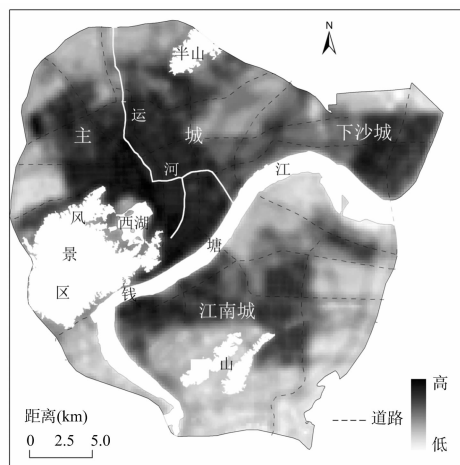 N
半山
主城
运河
下沙城
钱塘江
风景区
西湖
江南城
山
高
低
距离(km)
0 2.5 5.0
道路